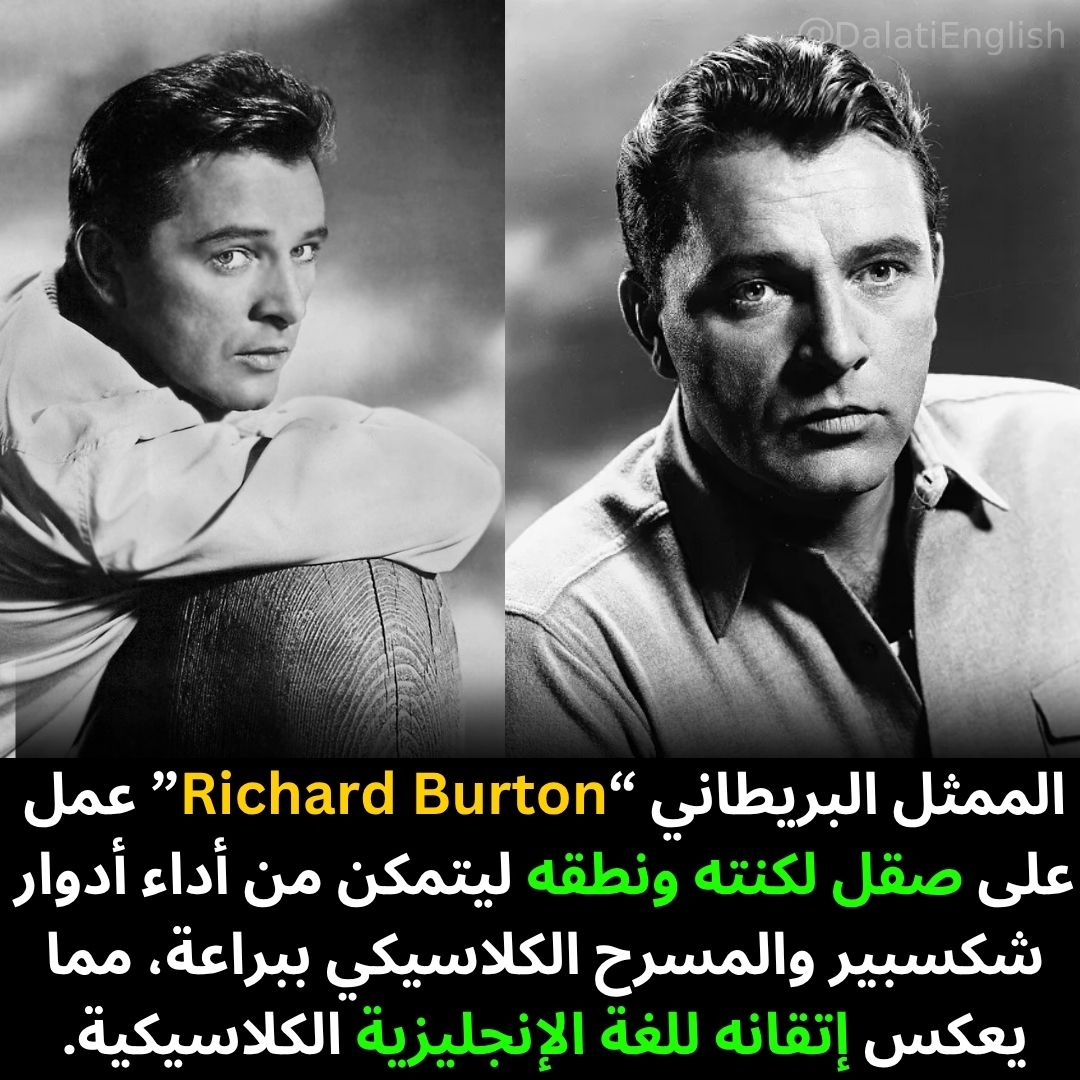 @DalatiEnglish
الممثل البريطاني “Richard Burton” عمل
على صقل لكنته ونطقه ليتمكن من أداء أدوار
شكسبير والمسرح الكلاسيكي ببراعة، مما
يعكس إتقانه للغة الإنجليزية الكلاسيكية.